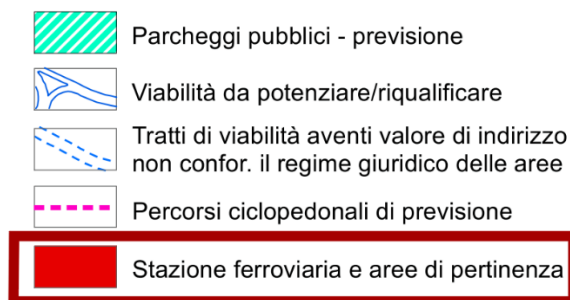 Parcheggi pubblici - previsione
Viabilità da potenziare/riqualificare
Tratti di viabilità aventi valore di indirizzo
non confor. il regime giuridico delle aree
Percorsi ciclopedonali di previsione
Stazione ferroviaria e aree di pertinenza